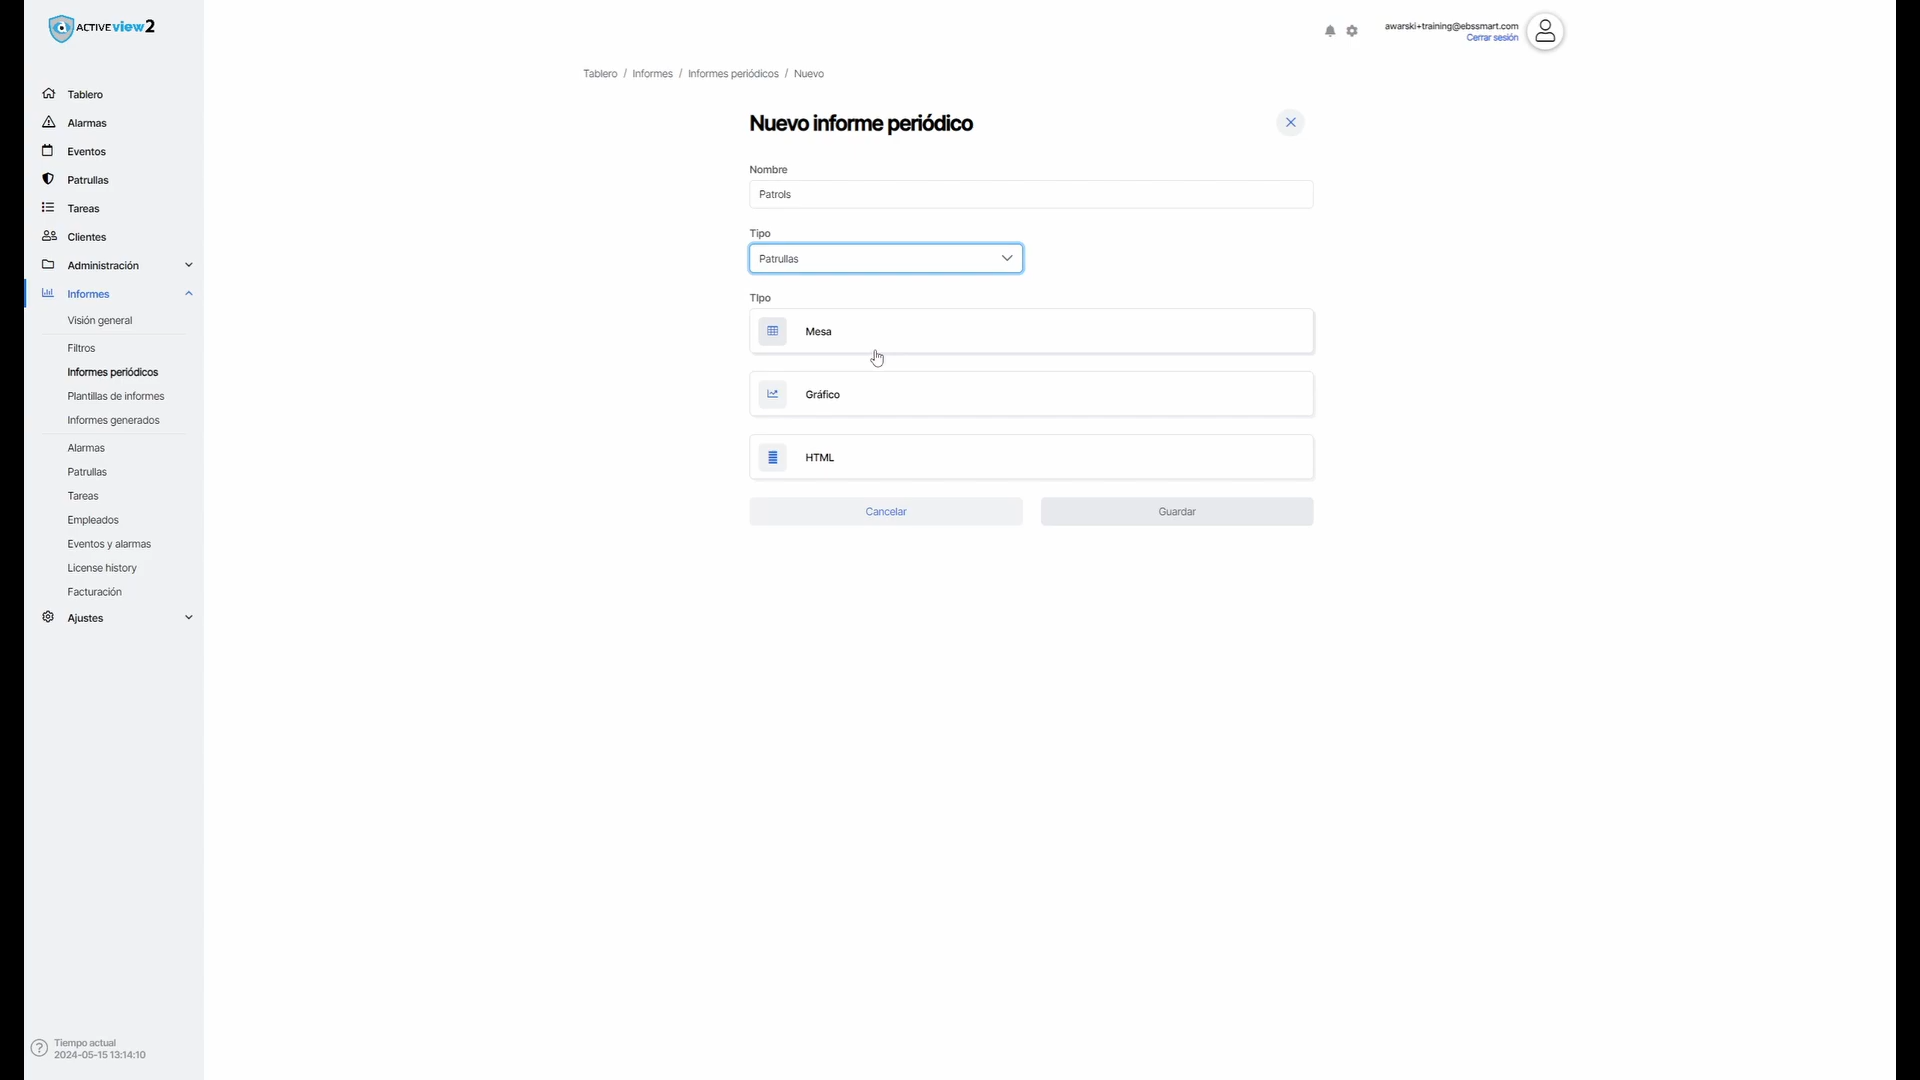 ACTIVEview2
awarski+training@ebssmart.com
Cerrar sesión
Tablero / Informes / Informes periódicos / Nuevo
Tablero
Alarmas
Eventos
Patrullas
Tareas
Clientes
Administración
Informes
Visión general
Filtros
Informes periódicos
Plantillas de informes
Informes generados
Alarmas
Patrullas
Tareas
Empleados
Eventos y alarmas
License history
Facturación
Ajustes
Nuevo informe periódico
Nombre
Patrols
Tipo
Patrullas
TIpo
Mesa
Gráfico
HTML
Cancelar
Guardar
Tiempo actual
2024-05-15 13:14:10